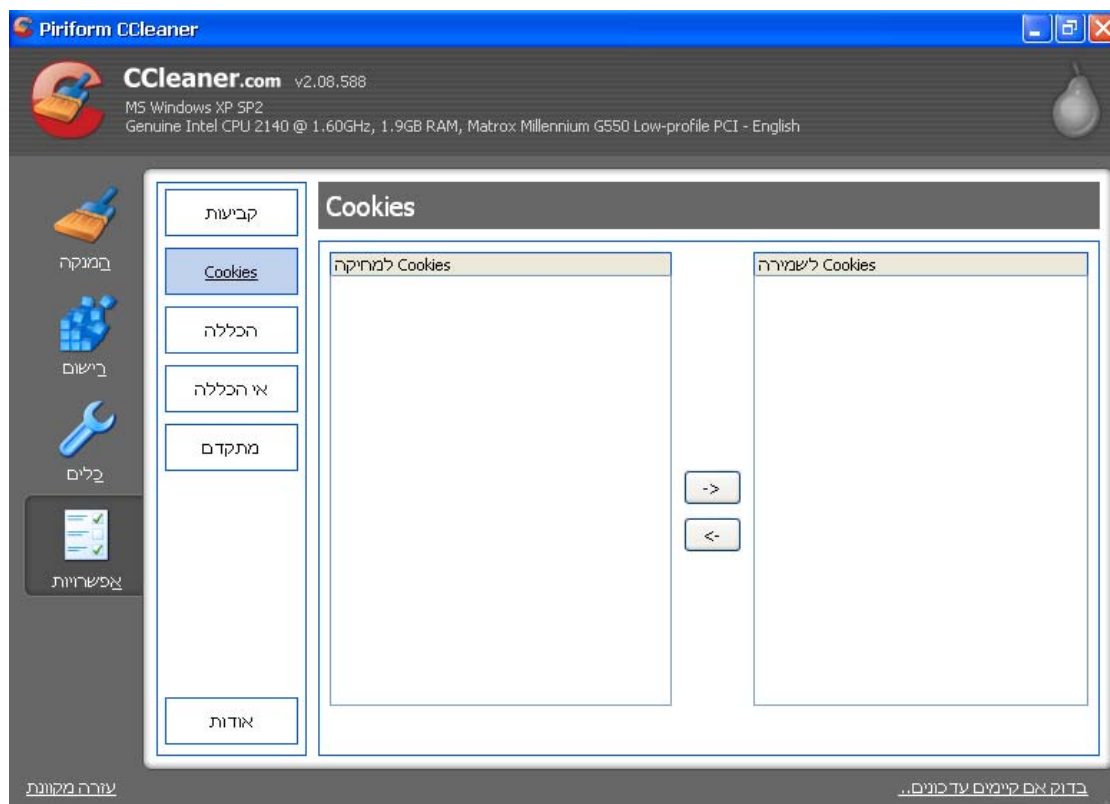 Piriform CCleaner
CCleaner.com v2.08.588
MS Windows XP SP2
Genuine Intel CPU 2140 @ 1.60GHz, 1.9GB RAM, Matrox Millennium G550 Low-profile PCI - English
המנקה
רישום
כלים
אפשרויות
קביעות
Cookies
הכללה
אי הכללה
מתקדם
אודות
Cookies
Cookies למחיקה
Cookies לשמירה
->
<-
עזרה מקוונת
בדוק אם קיימים עדכונים..